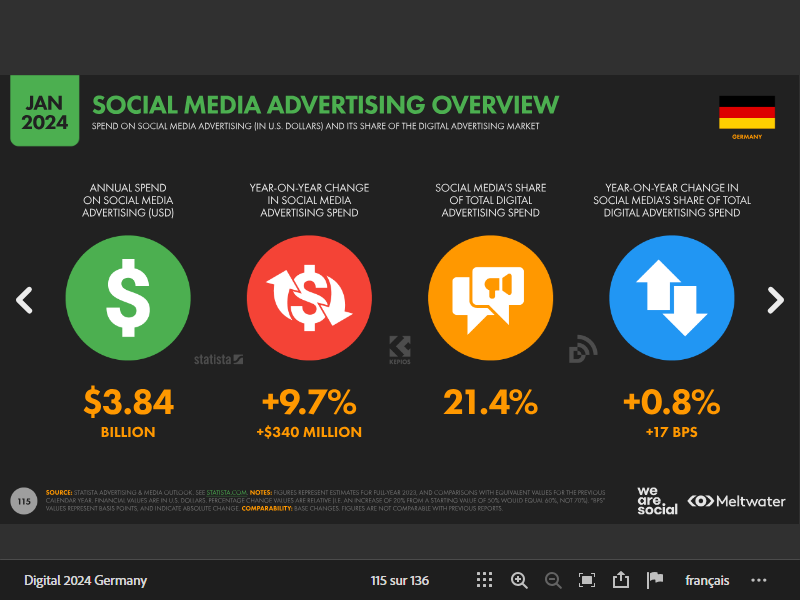 JAN
2024
SOCIAL MEDIA ADVERTISING OVERVIEW
SPEND ON SOCIAL MEDIA ADVERTISING (IN U.S. DOLLARS) AND ITS SHARE OF THE DIGITAL ADVERTISING MARKET
GERMANY
ANNUAL SPEND
ON SOCIAL MEDIA
ADVERTISING (USD)
YEAR-ON-YEAR CHANGE
IN SOCIAL MEDIA
ADVERTISING SPEND
SOCIAL MEDIA'S SHARE
OF TOTAL DIGITAL
ADVERTISING SPEND
YEAR-ON-YEAR CHANGE IN
SOCIAL MEDIA'S SHARE OF TOTAL
DIGITAL ADVERTISING SPEND
$
$
statista
KEPIOS
$3.84
BILLION
+9.7%
+$340 MILLION
21.4%
+0.8%
+17 BPS
115
SOURCE: STATISTA ADVERTISING & MEDIA OUTLOOK. SEE STATISTA.COM. NOTES: FIGURES REPRESENT ESTIMATES FOR FULL-YEAR 2023, AND COMPARISONS WITH EQUIVALENT VALUES FOR THE PREVIOUS
CALENDAR YEAR. FINANCIAL VALUES ARE IN U.S. DOLLARS. PERCENTAGE CHANGE VALUES ARE RELATIVE (I.E. AN INCREASE OF 20% FROM A STARTING VALUE OF 50% WOULD EQUAL 60%, NOT 70%). "BPS"
VALUES REPRESENT BASIS POINTS, AND INDICATE ABSOLUTE CHANGE. COMPARABILITY: BASE CHANGES. FIGURES ARE NOT COMPARABLE WITH PREVIOUS REPORTS.
we
are.
social
Meltwater
Digital 2024 Germany
115 sur 136
français